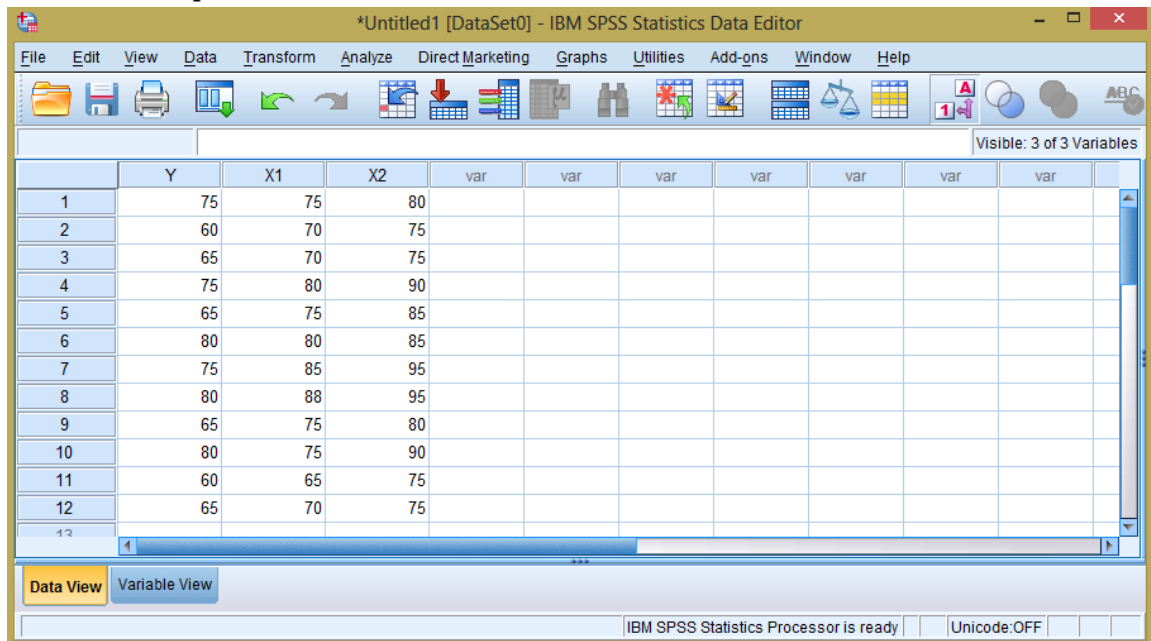 *Untitled1 [DataSet0] - IBM SPSS Statistics Data Editor
File Edit View Data Transform Analyze Direct Marketing Graphs Utilities Add-ons Window Help
A
1
ABC
Visible: 3 of 3 Variables
Y X1 X2 var var var var var var var
1 75 75 80
2 60 70 75
3 65 70 75
4 75 80 90
5 65 75 85
6 80 80 85
7 75 85 95
8 80 88 95
9 65 75 80
10 80 75 90
11 60 65 75
12 65 70 75
13
Data View Variable View
IBM SPSS Statistics Processor is ready Unicode:OFF